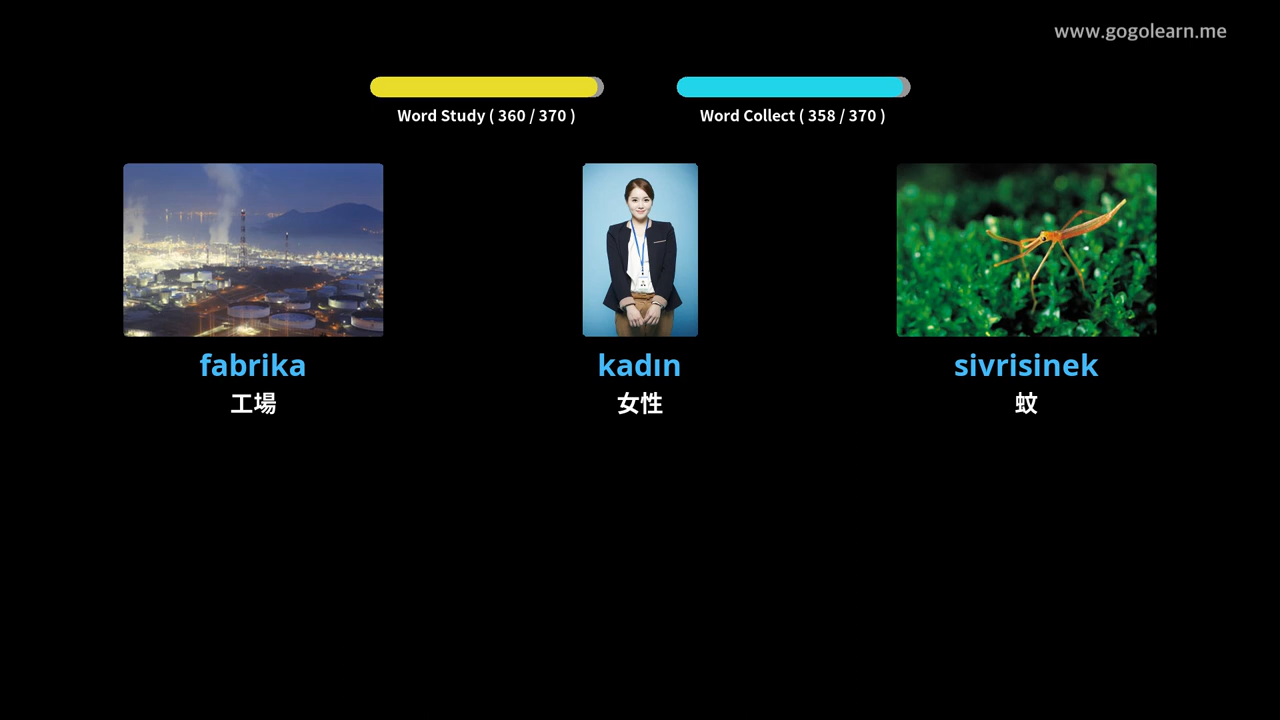 www.gogolearn.me
Word Study ( 360 / 370 )
Word Collect ( 358 / 370 )
fabrika
工場
kadın
女性
sivrisinek
蚊